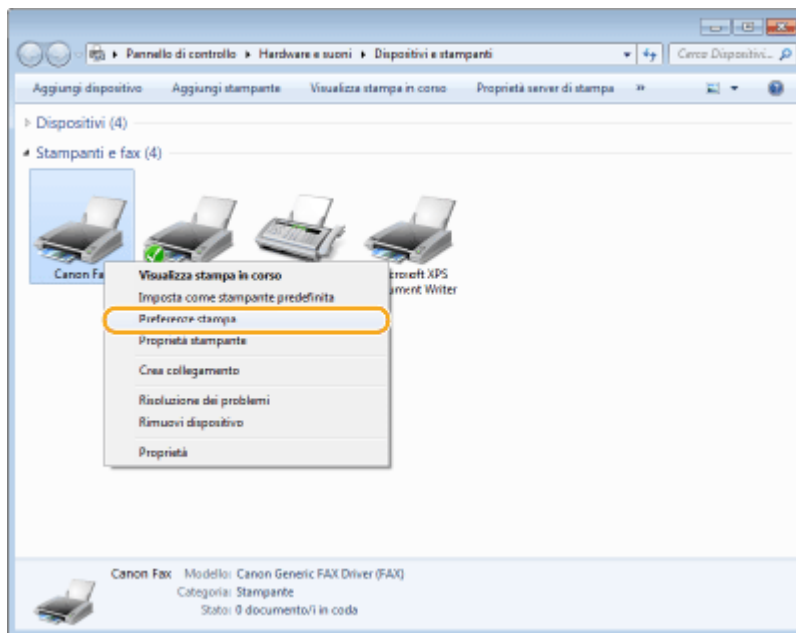 Pannello di controllo Hardware e suoni Dispositivi e stampanti
Cerca Dispositivi...
Aggiungi dispositivo Aggiungi stampante Visualizza stampa in corso Proprietà server di stampa »
Dispositivi (4)
Stampanti e fax (4)
Canon Fa
crosoft XPS
ument Writer
Visualizza stampa in corso
Imposta come stampante predefinita
Preferenze stampa
Proprietà stampante
Crea collegamento
Risoluzione dei problemi
Rimuovi dispositivo
Proprietà
Canon Fax Modello: Canon Generic FAX Driver (FAX)
Categoria: Stampante
Stato: 0 documento/i in coda